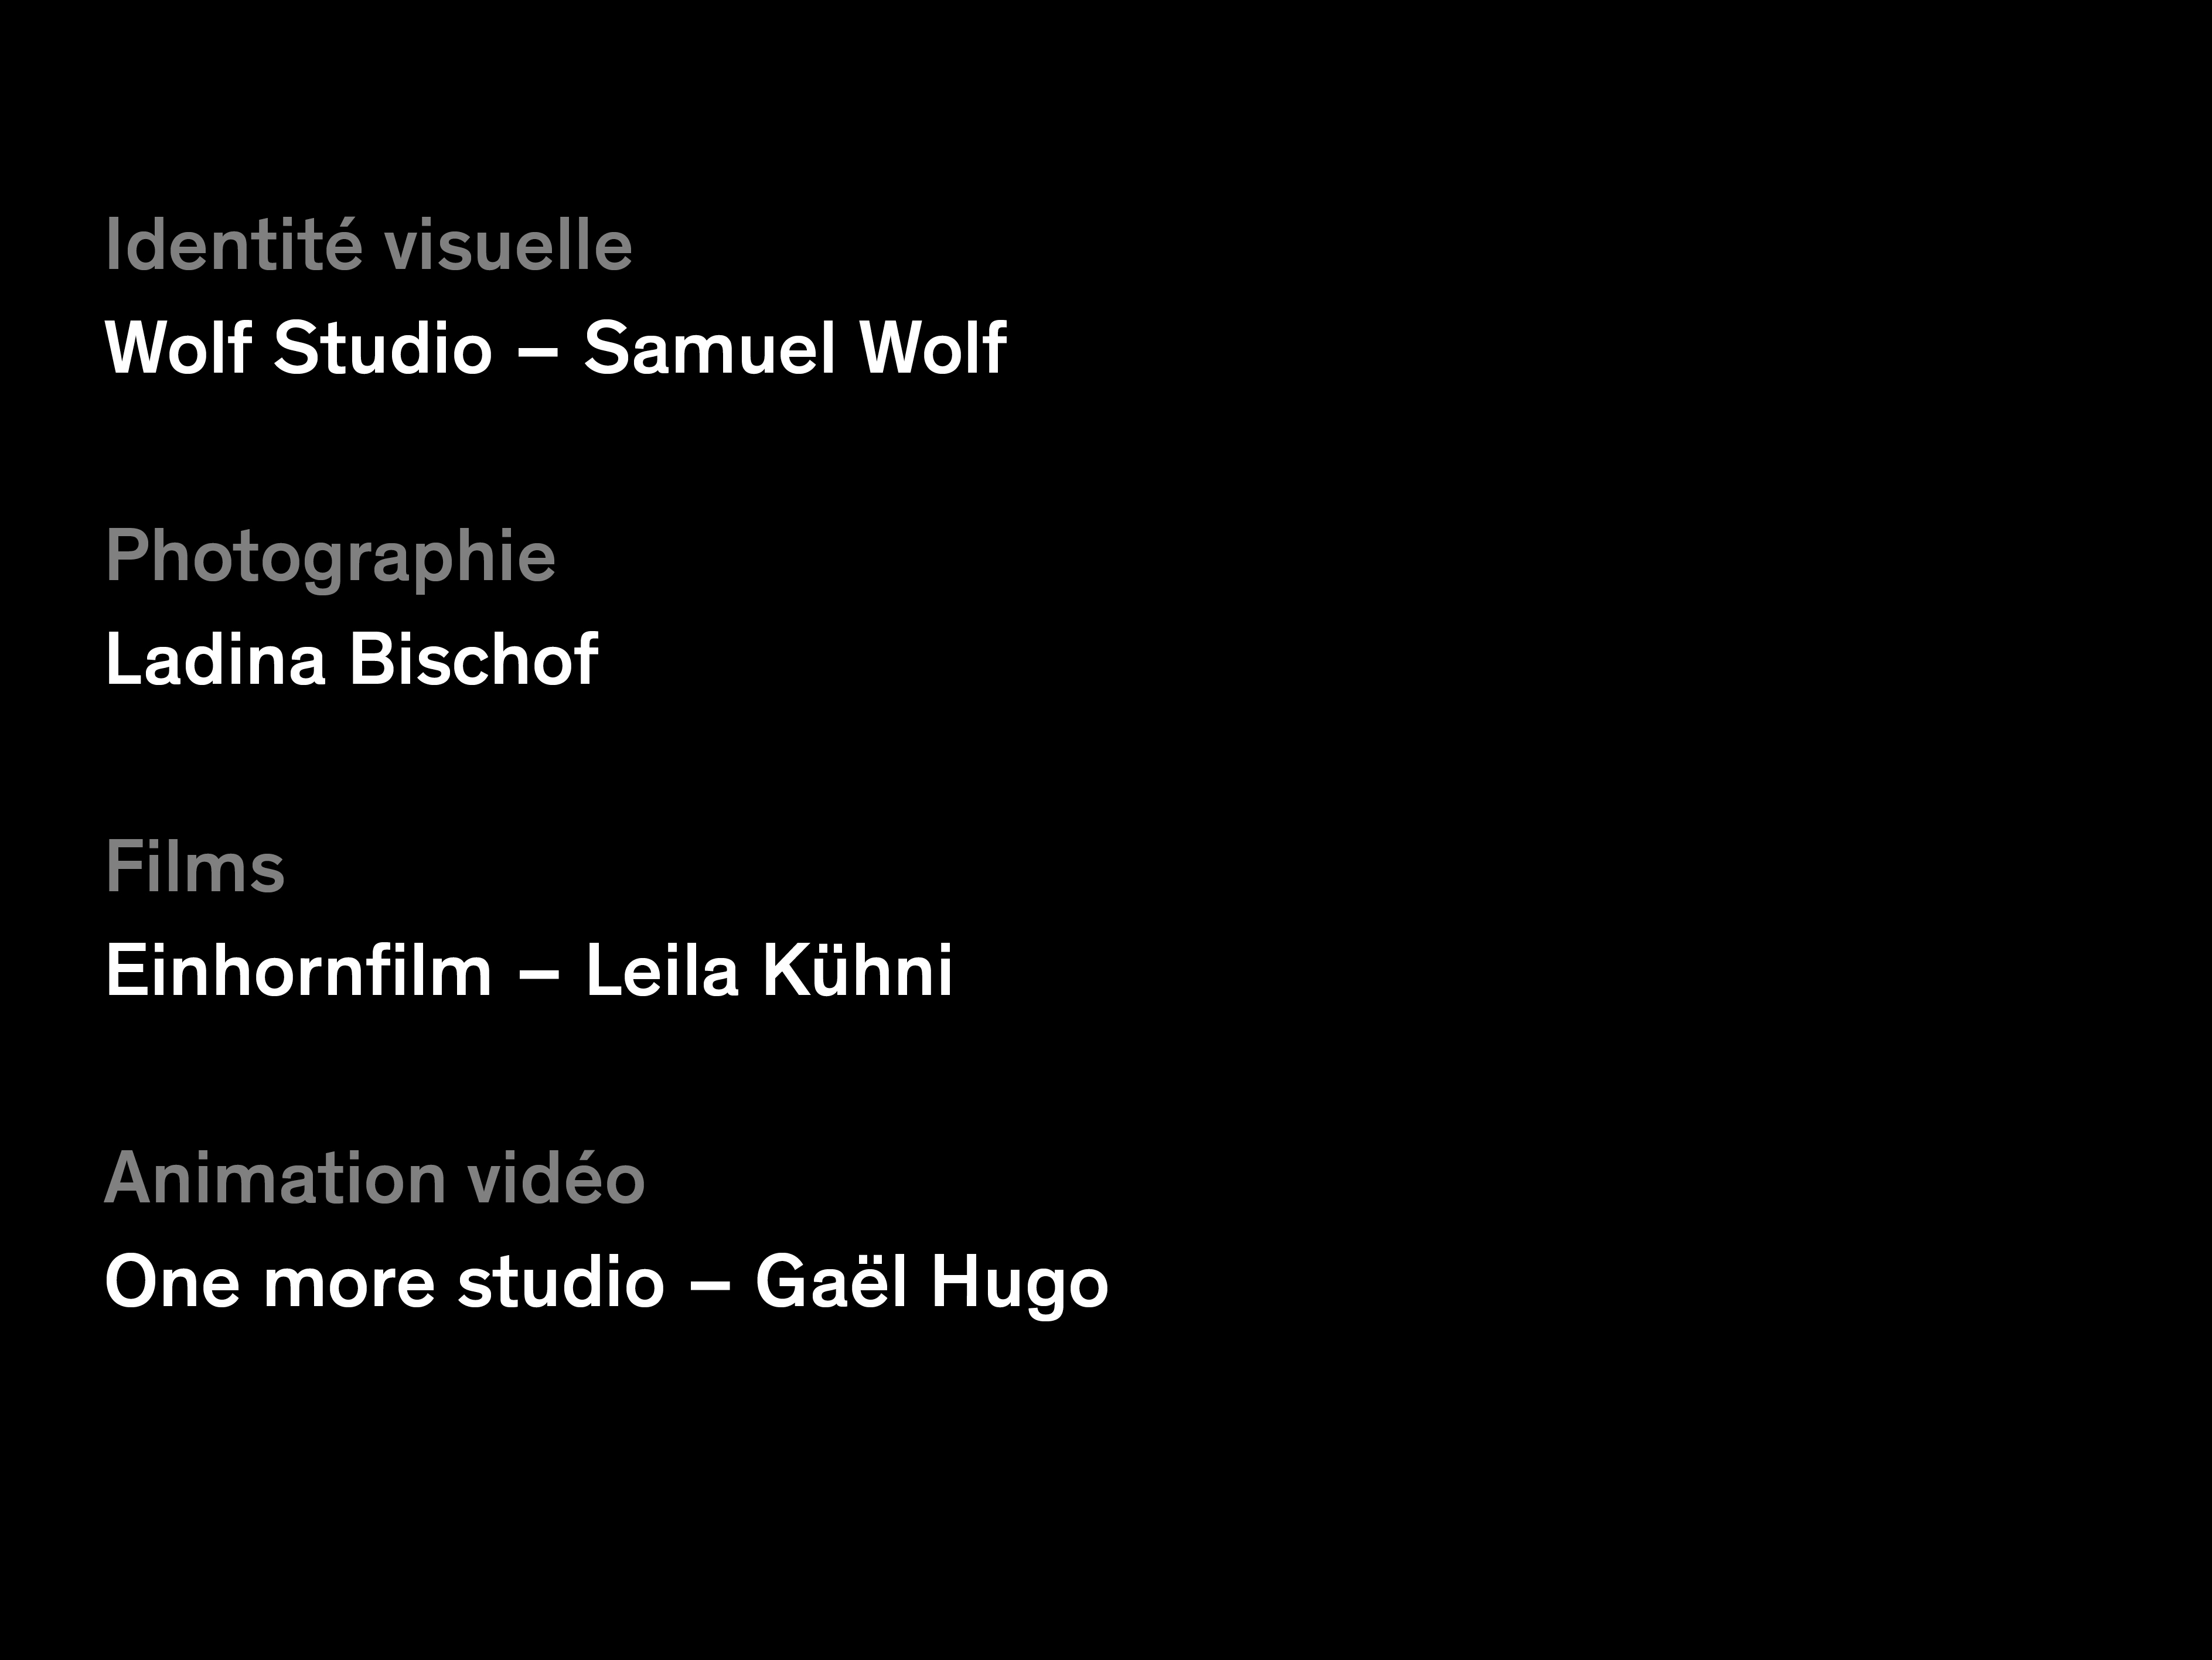 Identité visuelle
Wolf Studio – Samuel Wolf
Photographie
Ladina Bischof
Films
Einhornfilm – Leila Kühni
Animation vidéo
One more studio – Gaël Hugo